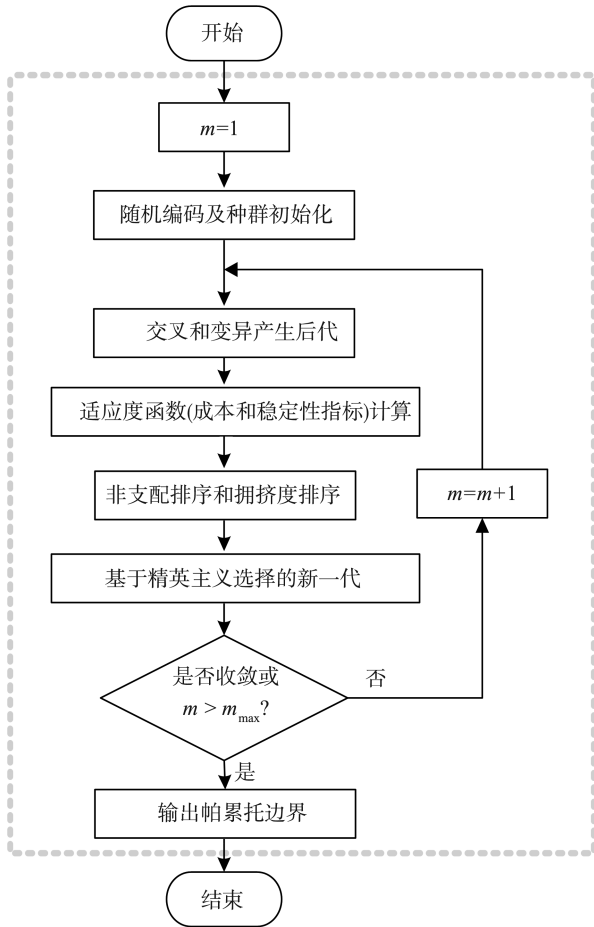 开始
m=1
随机编码及种群初始化
交叉和变异产生后代
适应度函数(成本和稳定性指标)计算
非支配排序和拥挤度排序
m=m+1
基于精英主义选择的新一代
是否收敛或
m > mmax?
否
是
输出帕累托边界
结束